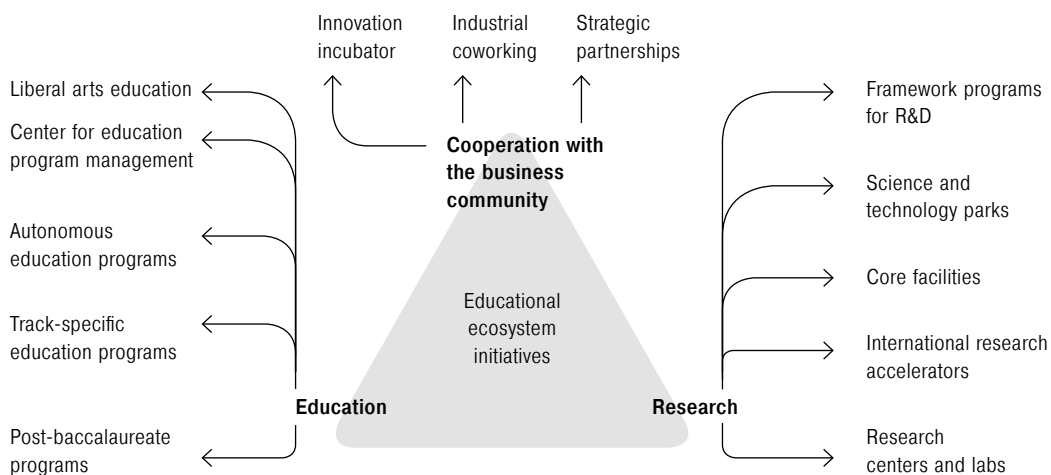 Innovation
incubator
Industrial
coworking
Strategic
partnerships
Liberal arts education
Center for education
program management
Autonomous
education programs
Track-specific
education programs
Education
Post-baccalaureate
programs
Cooperation with
the business
community
Educational
ecosystem
initiatives
Framework programs
for R&D
Science and
technology parks
Core facilities
International research
accelerators
Research
Research
centers and labs